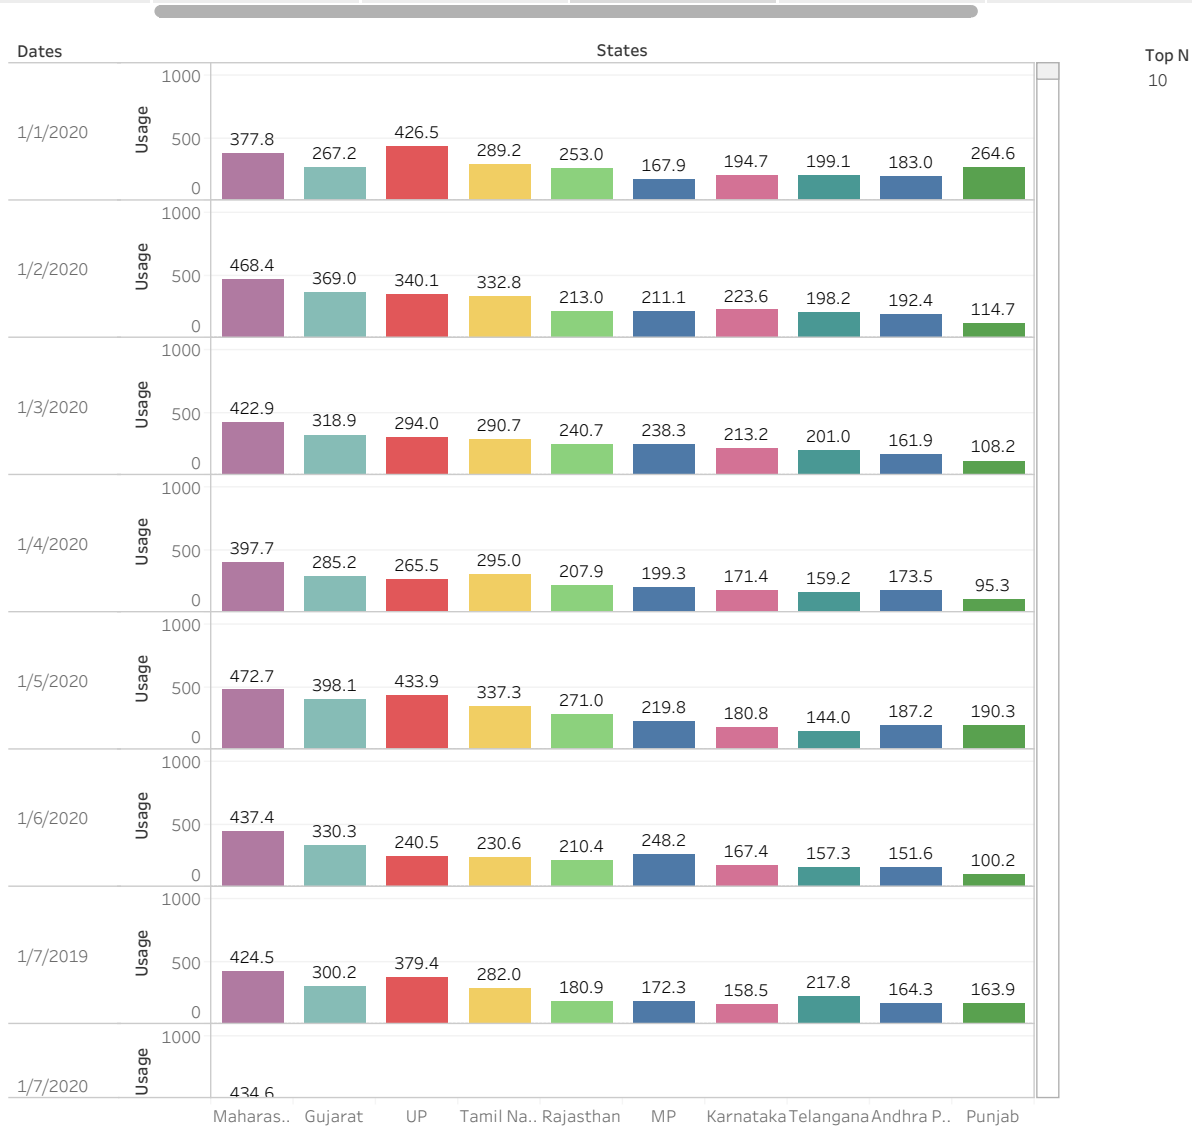 Dates States Top N
10
1000
1/1/2020 Usage 500
0
377.8 267.2 426.5 289.2 253.0 167.9 194.7 199.1 183.0 264.6
1000
1/2/2020 Usage 500
0
468.4 369.0 340.1 332.8 213.0 211.1 223.6 198.2 192.4 114.7
1000
1/3/2020 Usage 500
0
422.9 318.9 294.0 290.7 240.7 238.3 213.2 201.0 161.9 108.2
1000
1/4/2020 Usage 500
0
397.7 285.2 265.5 295.0 207.9 199.3 171.4 159.2 173.5 95.3
1000
1/5/2020 Usage 500
0
472.7 398.1 433.9 337.3 271.0 219.8 180.8 144.0 187.2 190.3
1000
1/6/2020 Usage 500
0
437.4 330.3 240.5 230.6 210.4 248.2 167.4 157.3 151.6 100.2
1000
1/7/2019 Usage 500
0
424.5 300.2 379.4 282.0 180.9 172.3 158.5 217.8 164.3 163.9
1000
1/7/2020 Usage
434.6
Maharas.. Gujarat UP Tamil Na.. Rajasthan MP Karnataka Telangana Andhra P.. Punjab